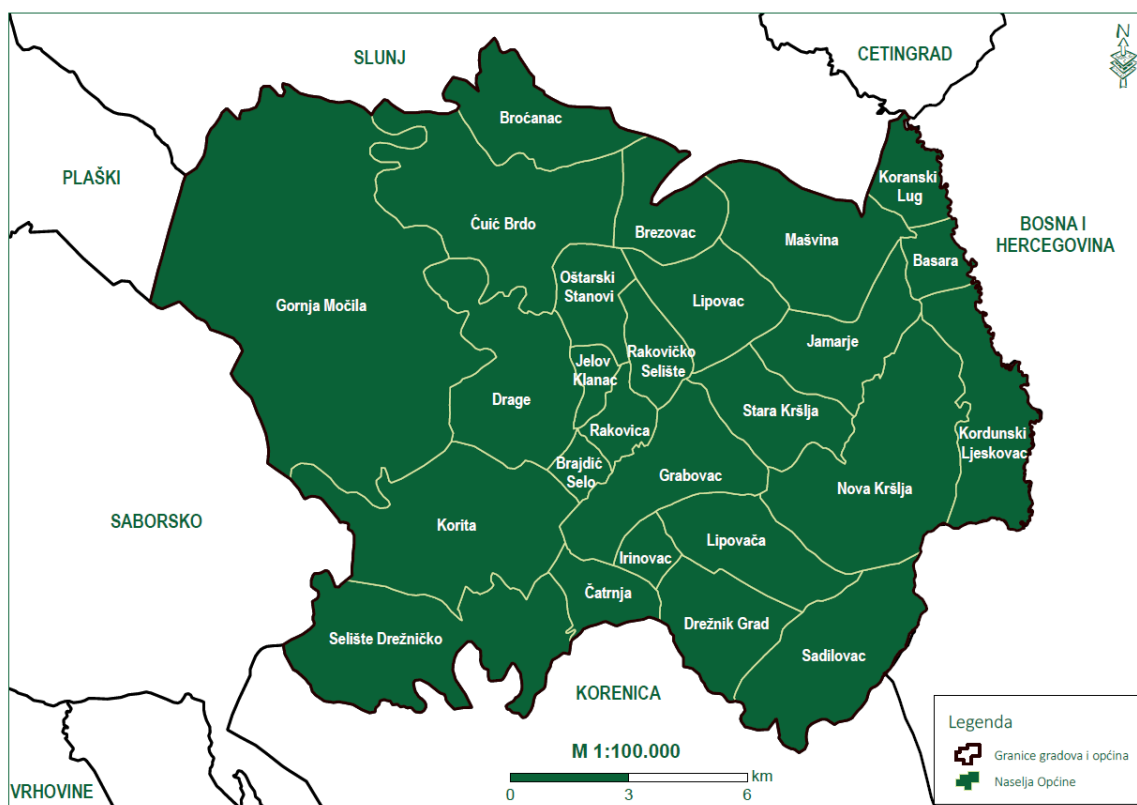 N
SLUNJ
CETINGRAD
Broćanac
PLAŠKI
Koranski
Lug
BOSNA I
HERCEGOVINA
Ćuić Brdo
Brezovac
Mašvina
Basara
Oštarski
Stanovi
Gornja Močila
Lipovac
Jamarje
Jelov
Klanac
Rakovičko
Selište
Drage
Stara Kršlja
Rakovica
Kordunski
Ljeskovac
Brajdić
Selo
Grabovac
Nova Kršlja
SABORSKO
Korita
Lipovača
Irinovac
Čatrnja
Drežnik Grad
Selište Drežničko
Sadilovac
KORENICA
M 1:100.000
km
0
3
6
VRHOVINE
Legenda
Granice gradova i općina
Naselja Općine